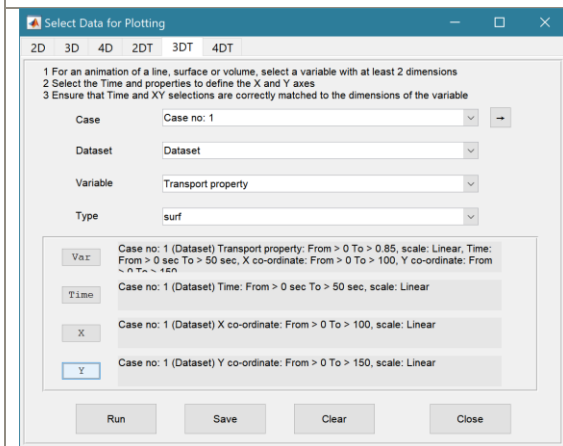 Select Data for Plotting
2D 3D 4D 2DT 3DT 4DT
1 For an animation of a line, surface or volume, select a variable with at least 2 dimensions
2 Select the Time and properties to define the X and Y axes
3 Ensure that Time and XY selections are correctly matched to the dimensions of the variable
Case Case no: 1 →
Dataset Dataset
Variable Transport property
Type surf
Var Case no: 1 (Dataset) Transport property: From > 0 To > 0.85, scale: Linear, Time:
From > 0 sec To > 50 sec, X co-ordinate: From > 0 To > 100, Y co-ordinate: From
> 0 To > 150
Time Case no: 1 (Dataset) Time: From > 0 sec To > 50 sec, scale: Linear
X Case no: 1 (Dataset) X co-ordinate: From > 0 To > 100, scale: Linear
Y Case no: 1 (Dataset) Y co-ordinate: From > 0 To > 150, scale: Linear
Run Save Clear Close